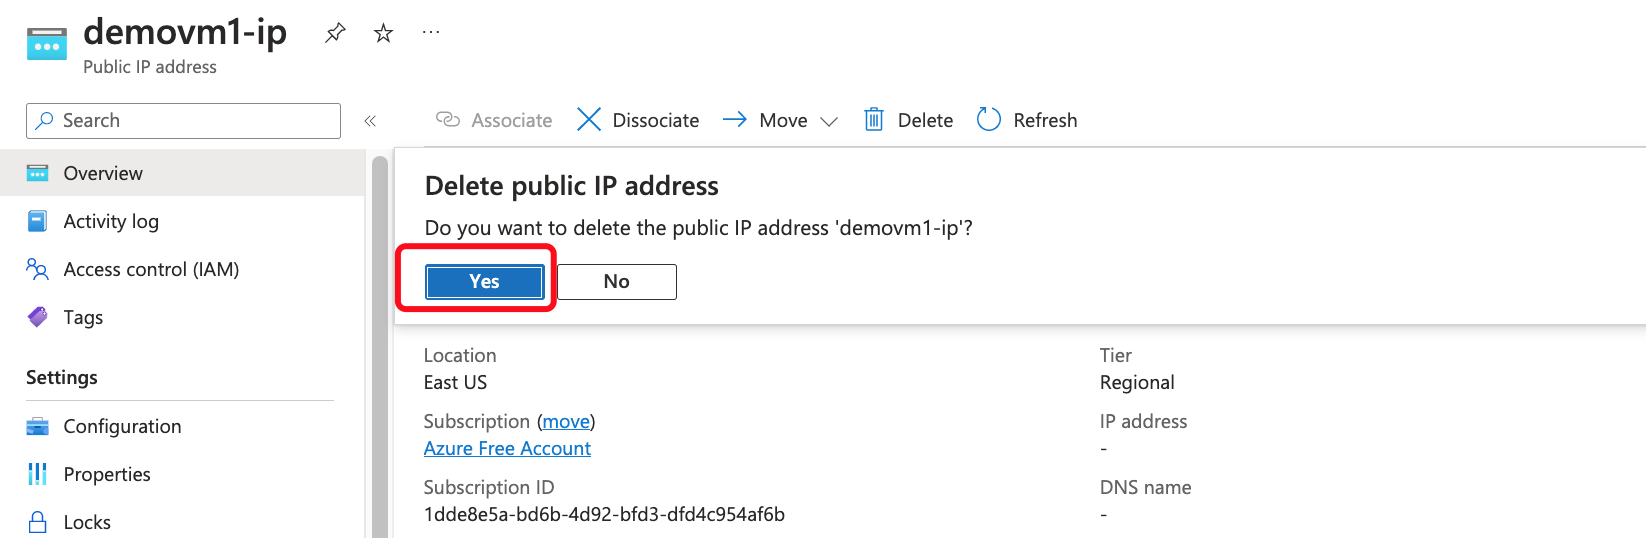 demovm1-ip
Public IP address
Search
«
Associate
Dissociate
Move
Delete
Refresh
Overview
Activity log
Access control (IAM)
Tags
Settings
Configuration
Properties
Locks
Delete public IP address
Do you want to delete the public IP address 'demovm1-ip'?
Yes
No
Location
East US
Subscription (move)
Azure Free Account
Subscription ID
1dde8e5a-bd6b-4d92-bfd3-dfd4c954af6b
Tier
Regional
IP address
-
DNS name
-